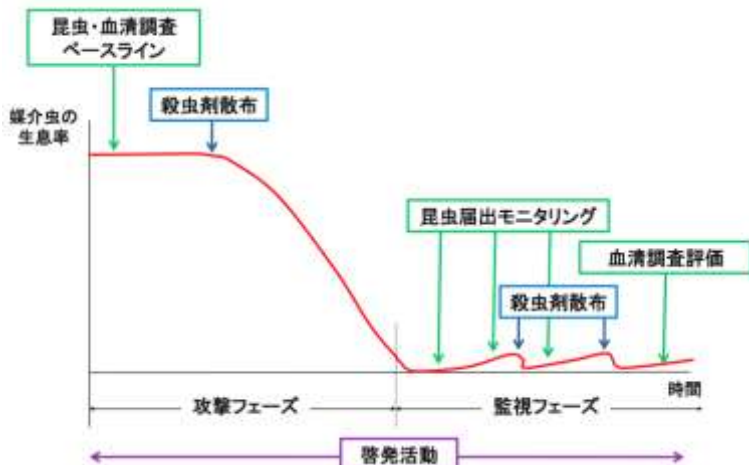 昆虫・血清調査
ベースライン
殺虫剤散布
媒介虫の
生息率
昆虫届出モニタリング
血清調査評価
殺虫剤散布
時間
攻撃フェーズ
監視フェーズ
啓発活動